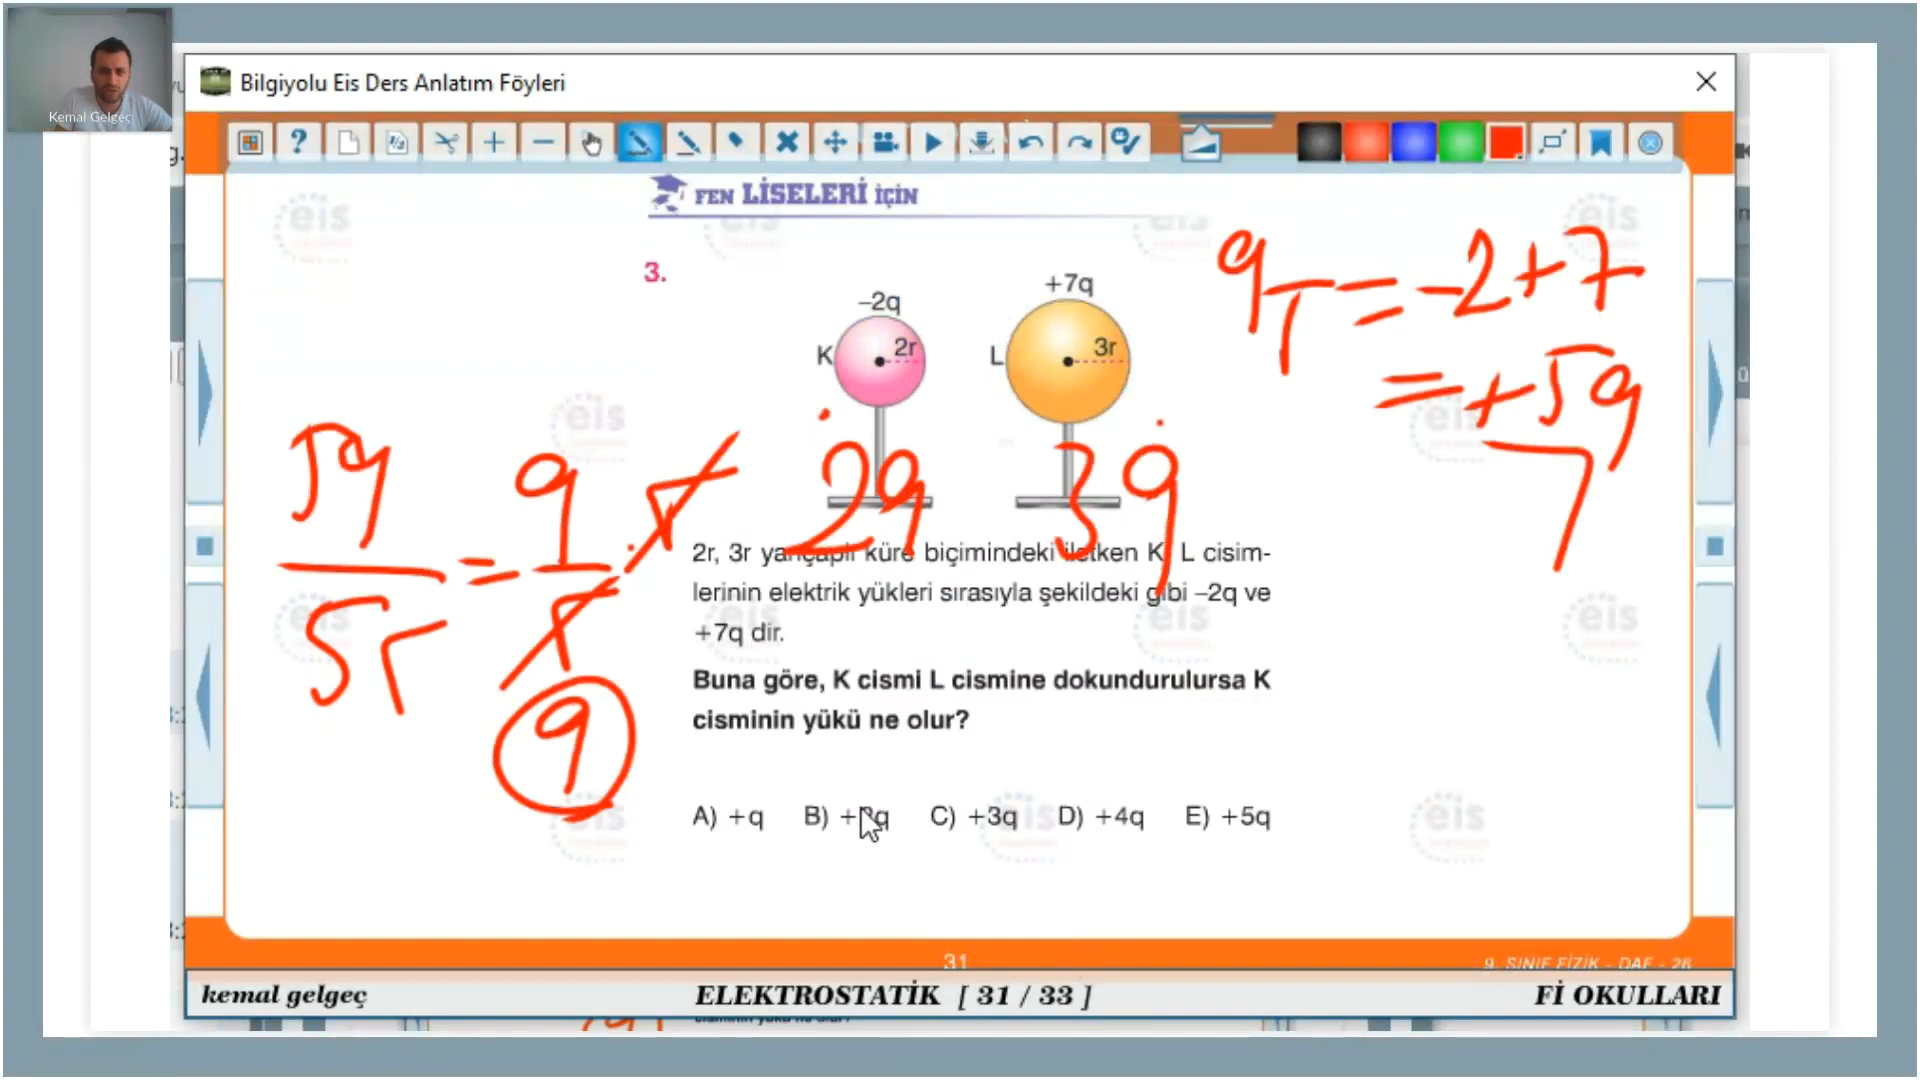 Kemal Gelgeç
Bilgiyolu Eis Ders Anlatım Föyleri
FEN LİSELERİ İÇİN
3.
+7q
-2q
K
2r
L
3r
qT = -2+7
= +5q
5q/5r = q/r . r
2q
3q
q
2r, 3r yarıçaplı küre biçimindeki iletken K, L cisim-
lerinin elektrik yükleri sırasıyla şekildeki gibi –2q ve
+7q dir.
Buna göre, K cismi L cismine dokundurulursa K
cisminin yükü ne olur?
A) +q B) +2q C) +3q D) +4q E) +5q
eis
31
9. SINIF FİZİK - DAF - 26
kemal gelgeç
ELEKTROSTATİK [ 31 / 33 ]
Fİ OKULLARI